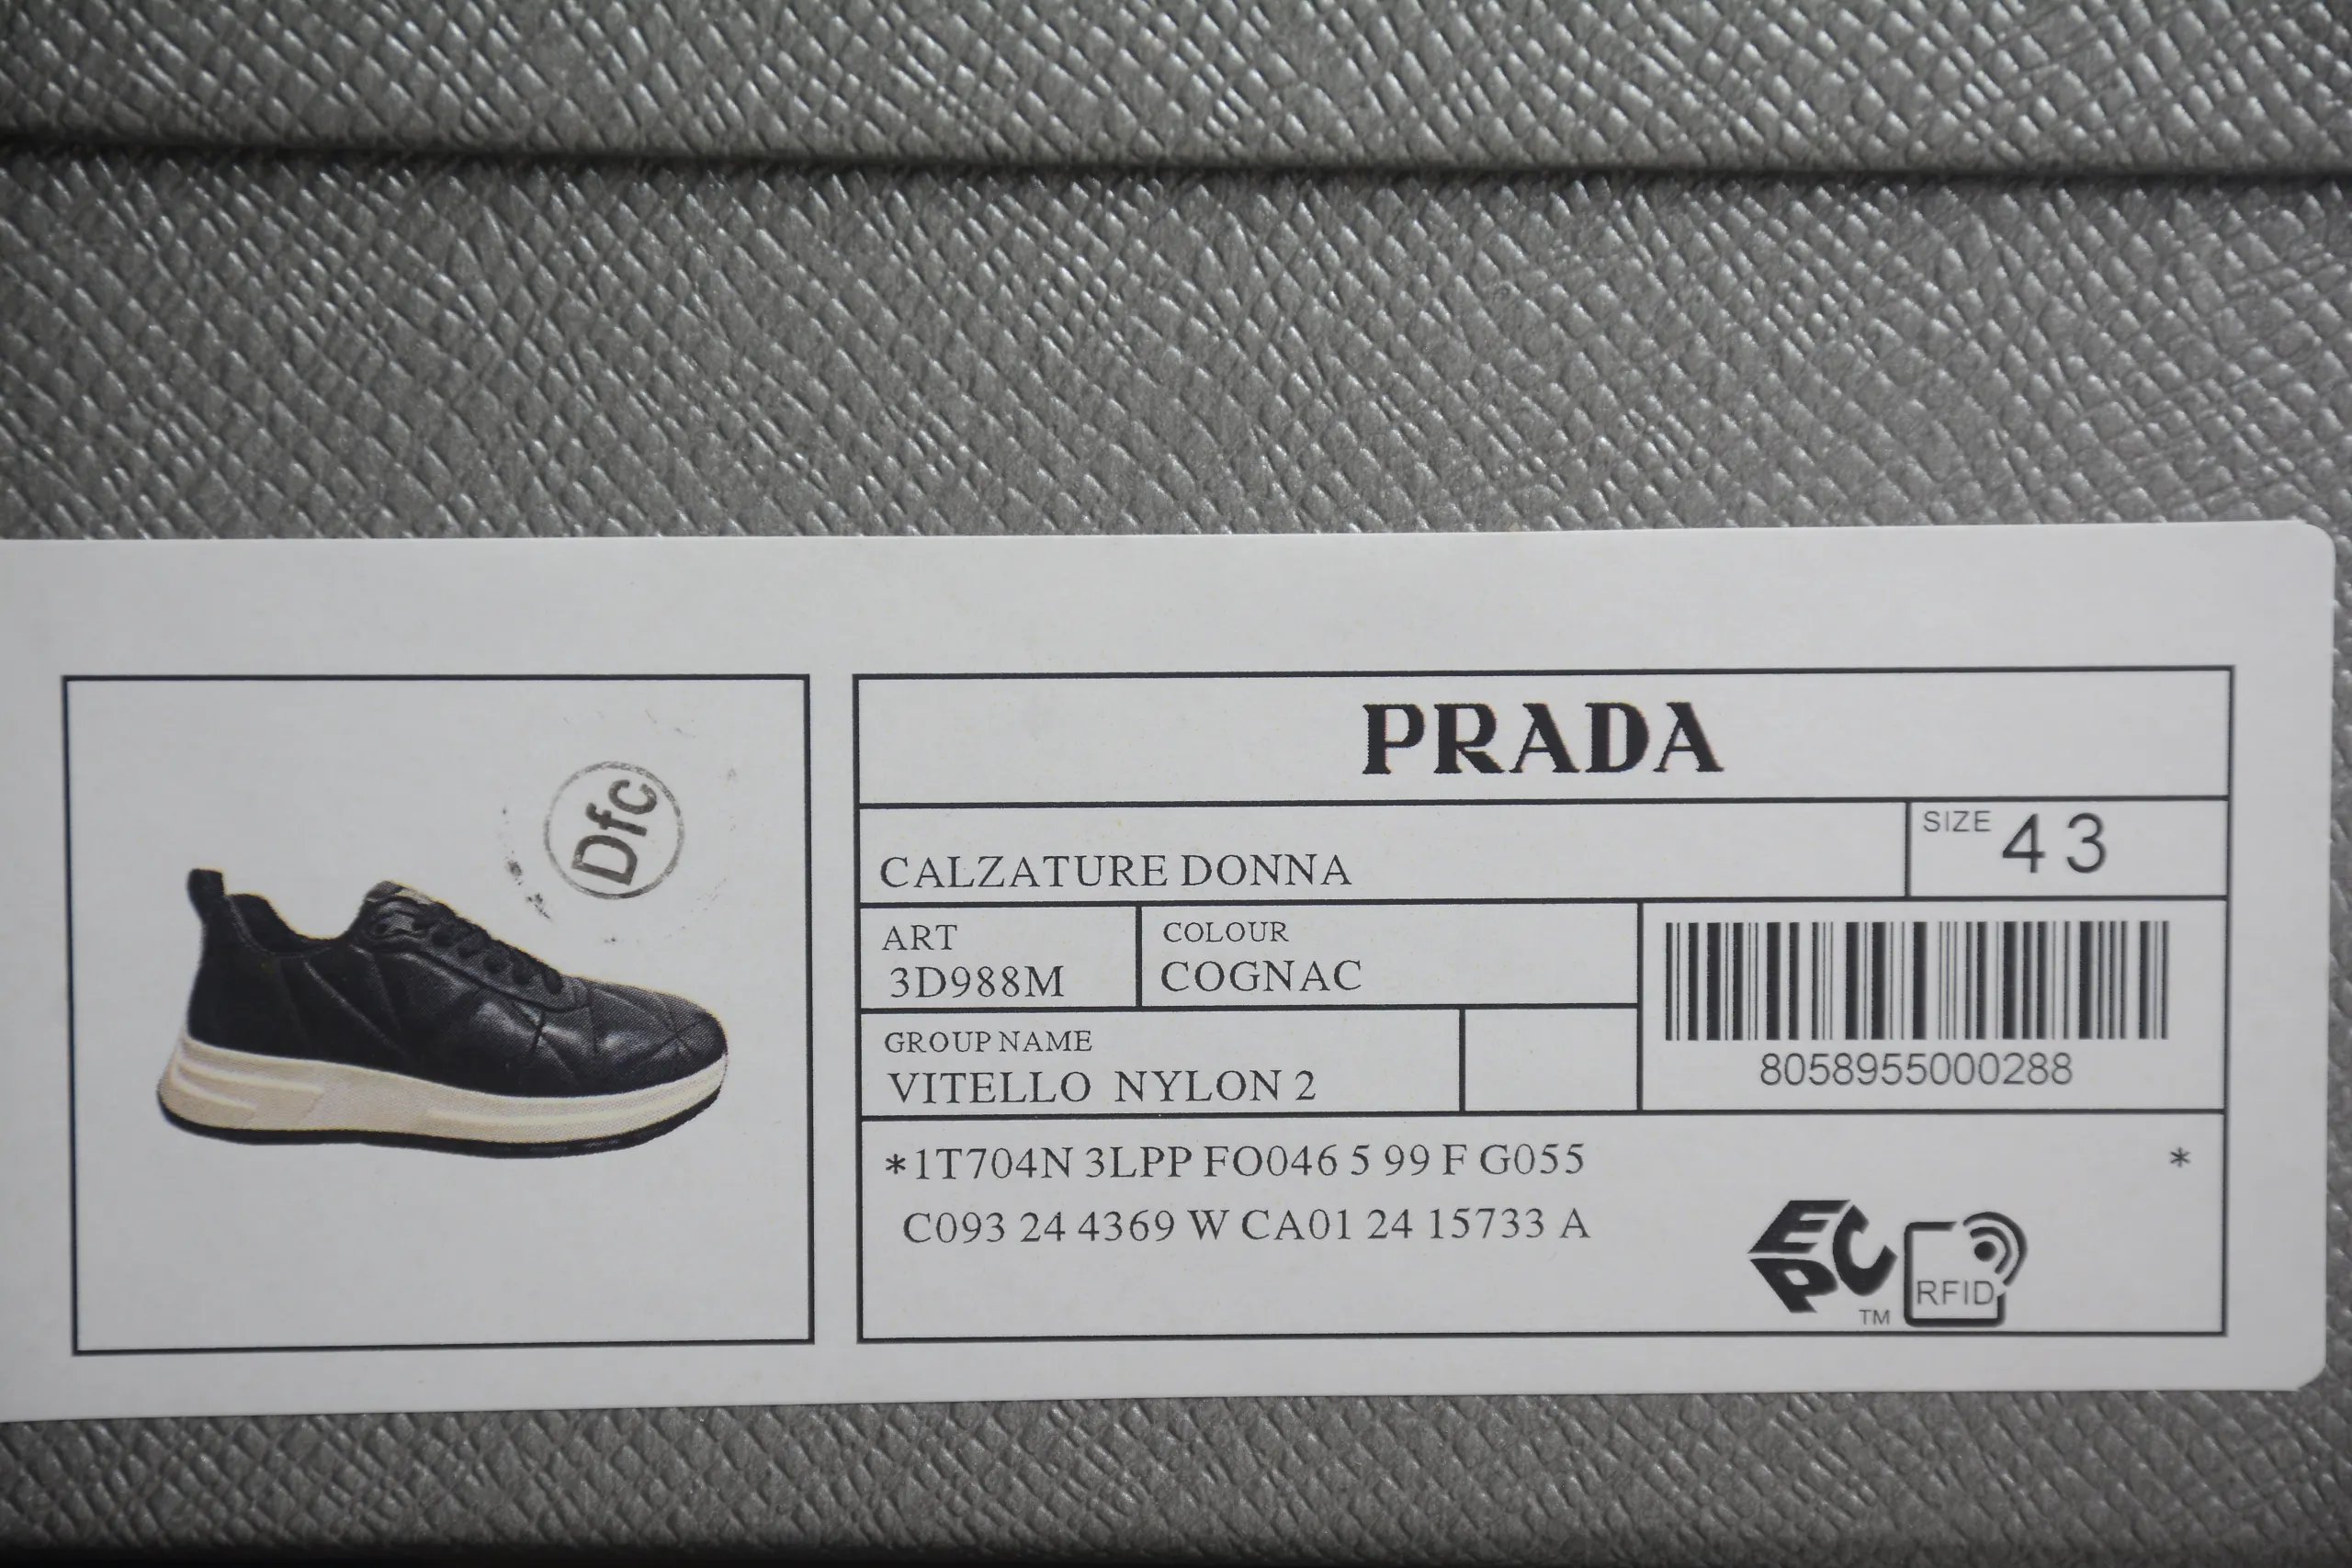 Dfc
PRADA
CALZATURE DONNA
SIZE 43
ART
3D988M
COLOUR
COGNAC
GROUP NAME
VITELLO NYLON 2
8058955000288
*1T704N 3LPP FO046 5 99 F G055 *
C093 24 4369 W CA01 24 15733 A
EPC
TM
RFID